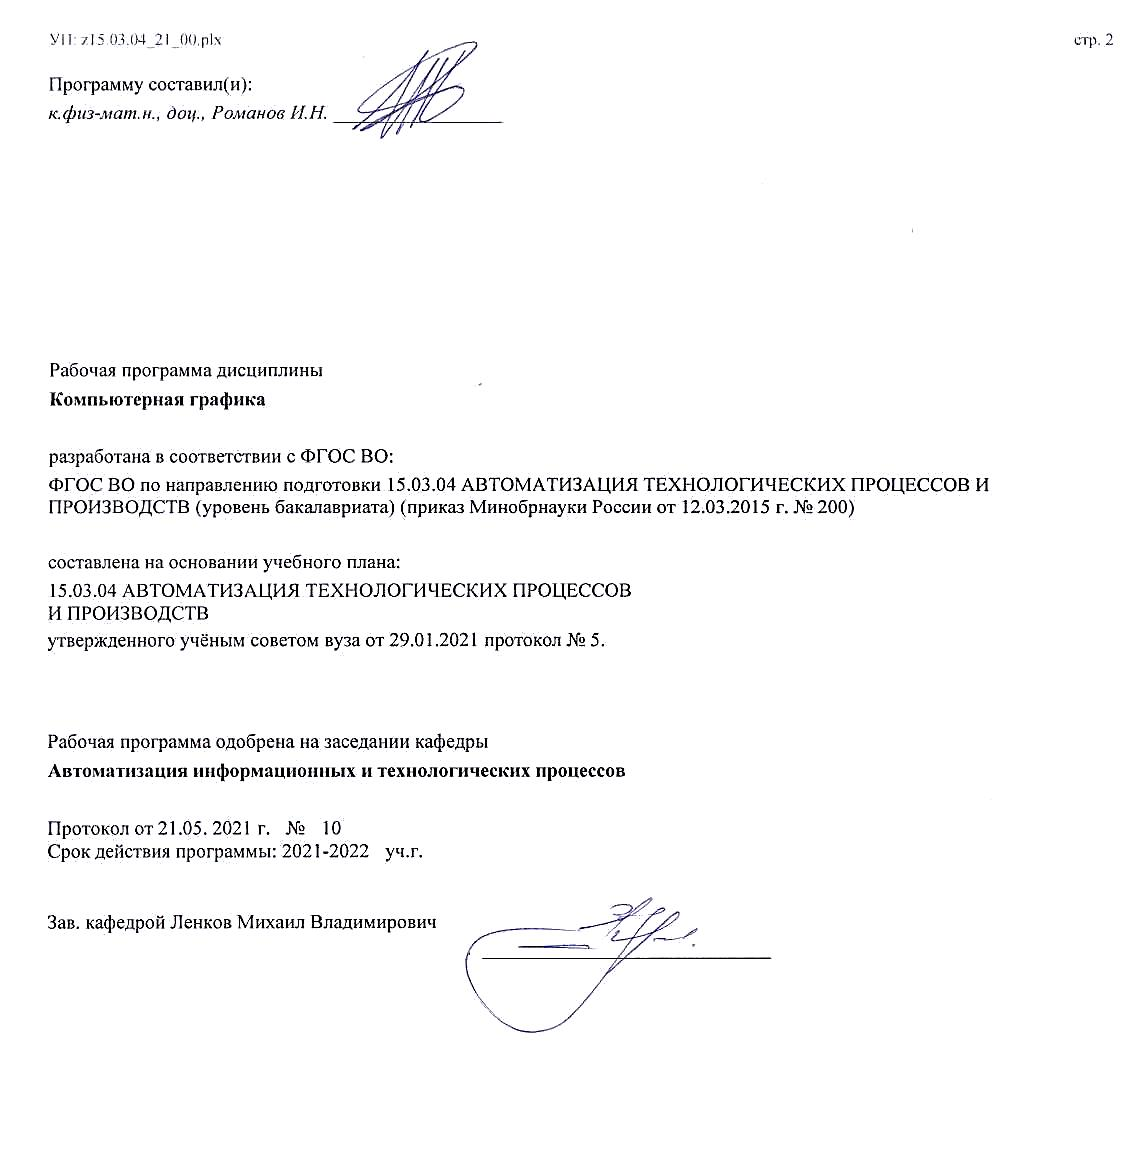 УП: z15.03.04_21_00.plx
стр. 2
Программу составил(и):
к.физ-мат.н., доц., Романов И.Н.
Рабочая программа дисциплины
Компьютерная графика
разработана в соответствии с ФГОС ВО:
ФГОС ВО по направлению подготовки 15.03.04 АВТОМАТИЗАЦИЯ ТЕХНОЛОГИЧЕСКИХ ПРОЦЕССОВ И
ПРОИЗВОДСТВ (уровень бакалавриата) (приказ Минобрнауки России от 12.03.2015 г. № 200)
составлена на основании учебного плана:
15.03.04 АВТОМАТИЗАЦИЯ ТЕХНОЛОГИЧЕСКИХ ПРОЦЕССОВ
И ПРОИЗВОДСТВ
утвержденного учёным советом вуза от 29.01.2021 протокол № 5.
Рабочая программа одобрена на заседании кафедры
Автоматизация информационных и технологических процессов
Протокол от 21.05. 2021 г. № 10
Срок действия программы: 2021-2022 уч.г.
Зав. кафедрой Ленков Михаил Владимирович